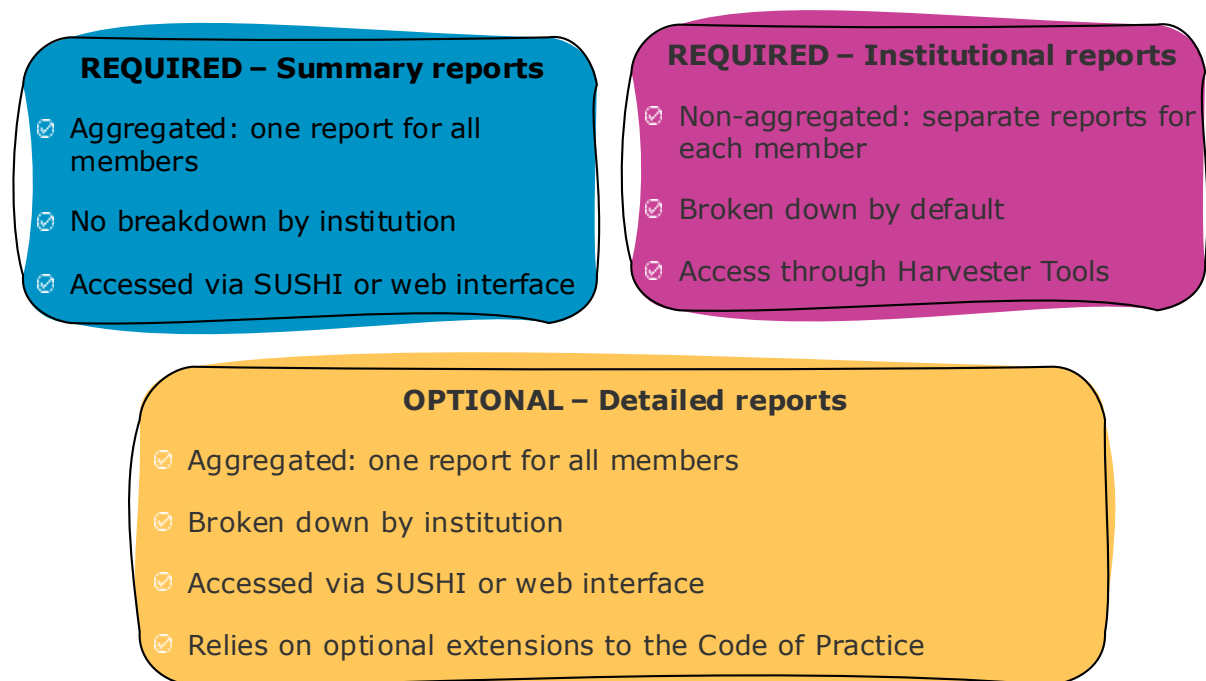 REQUIRED – Summary reports
Aggregated: one report for all
members
No breakdown by institution
Accessed via SUSHI or web interface
REQUIRED – Institutional reports
Non-aggregated: separate reports for
each member
Broken down by default
Access through Harvester Tools
OPTIONAL – Detailed reports
Aggregated: one report for all members
Broken down by institution
Accessed via SUSHI or web interface
Relies on optional extensions to the Code of Practice